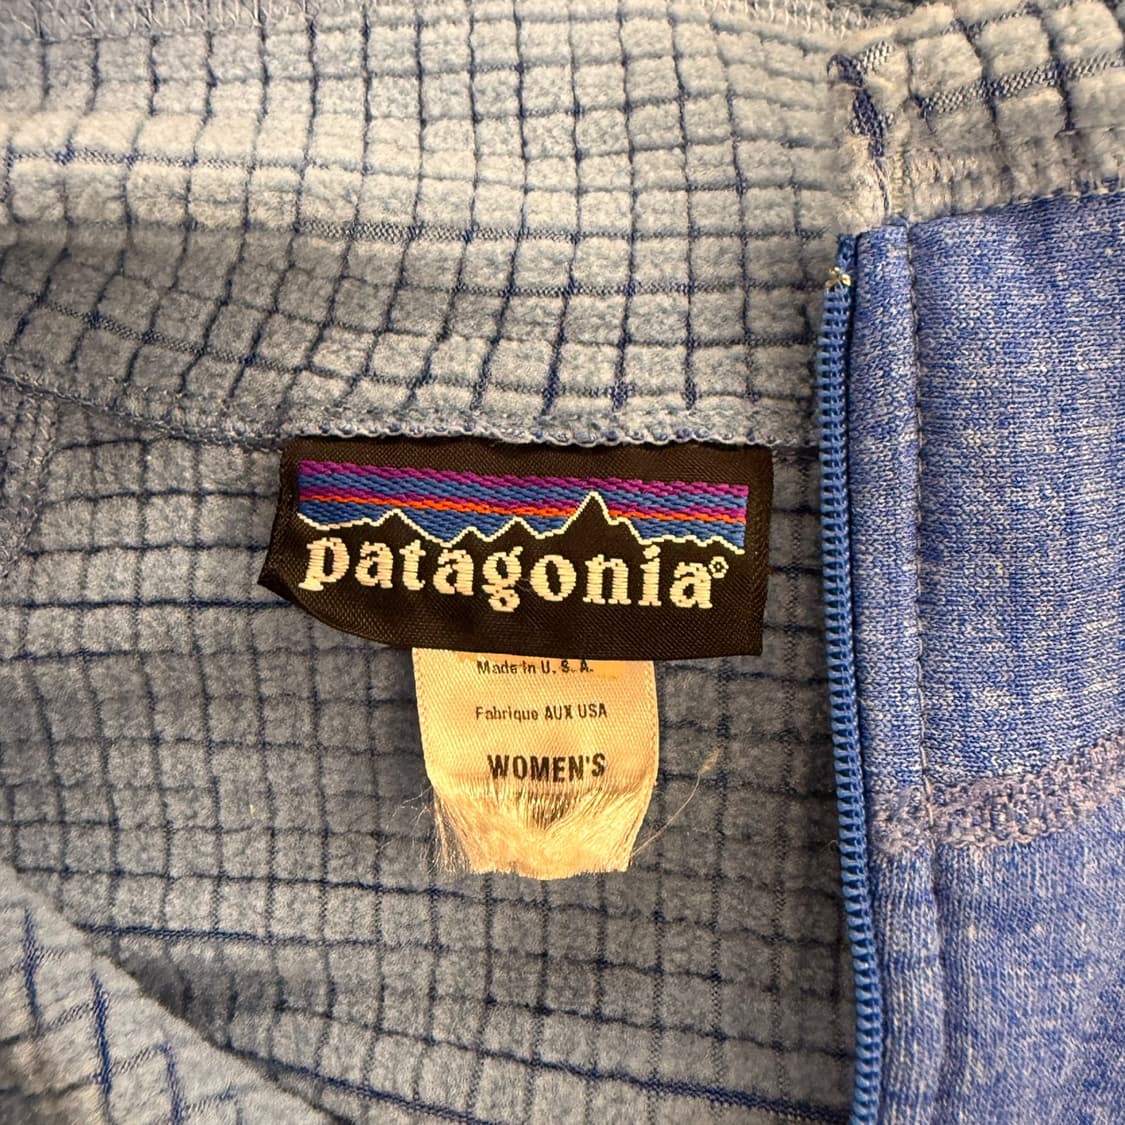 patagonia®
Made in U. S. A.
Fabrique AUX USA
WOMEN'S